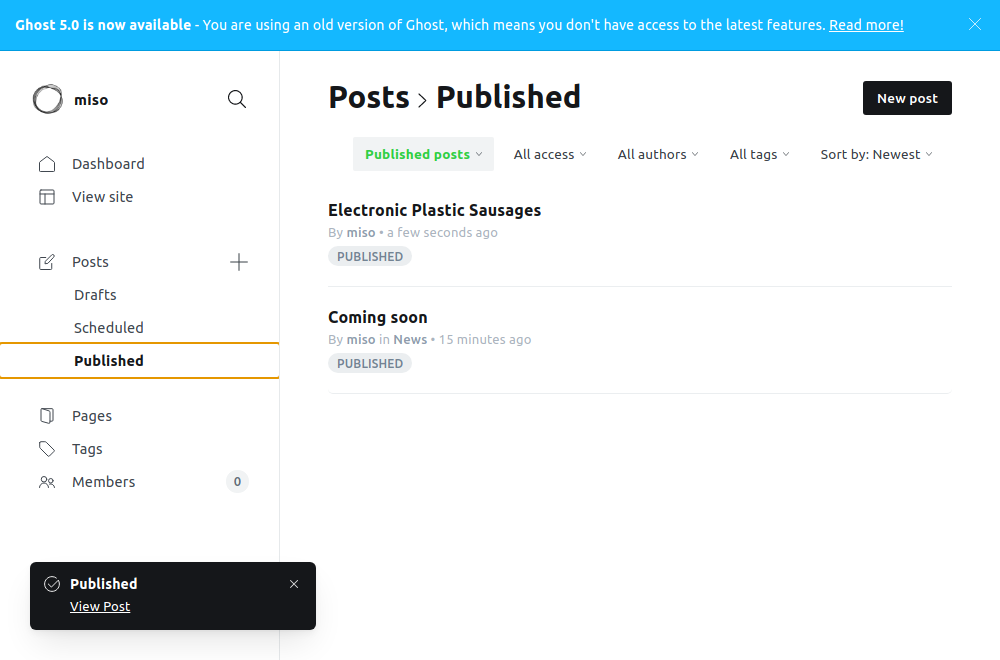 Ghost 5.0 is now available - You are using an old version of Ghost, which means you don't have access to the latest features. Read more!
miso
Dashboard
View site
Posts
Drafts
Scheduled
Published
Pages
Tags
Members 0
Posts › Published
New post
Published posts All access All authors All tags Sort by: Newest
Electronic Plastic Sausages
By miso • a few seconds ago
PUBLISHED
Coming soon
By miso in News • 15 minutes ago
PUBLISHED
Published
View Post